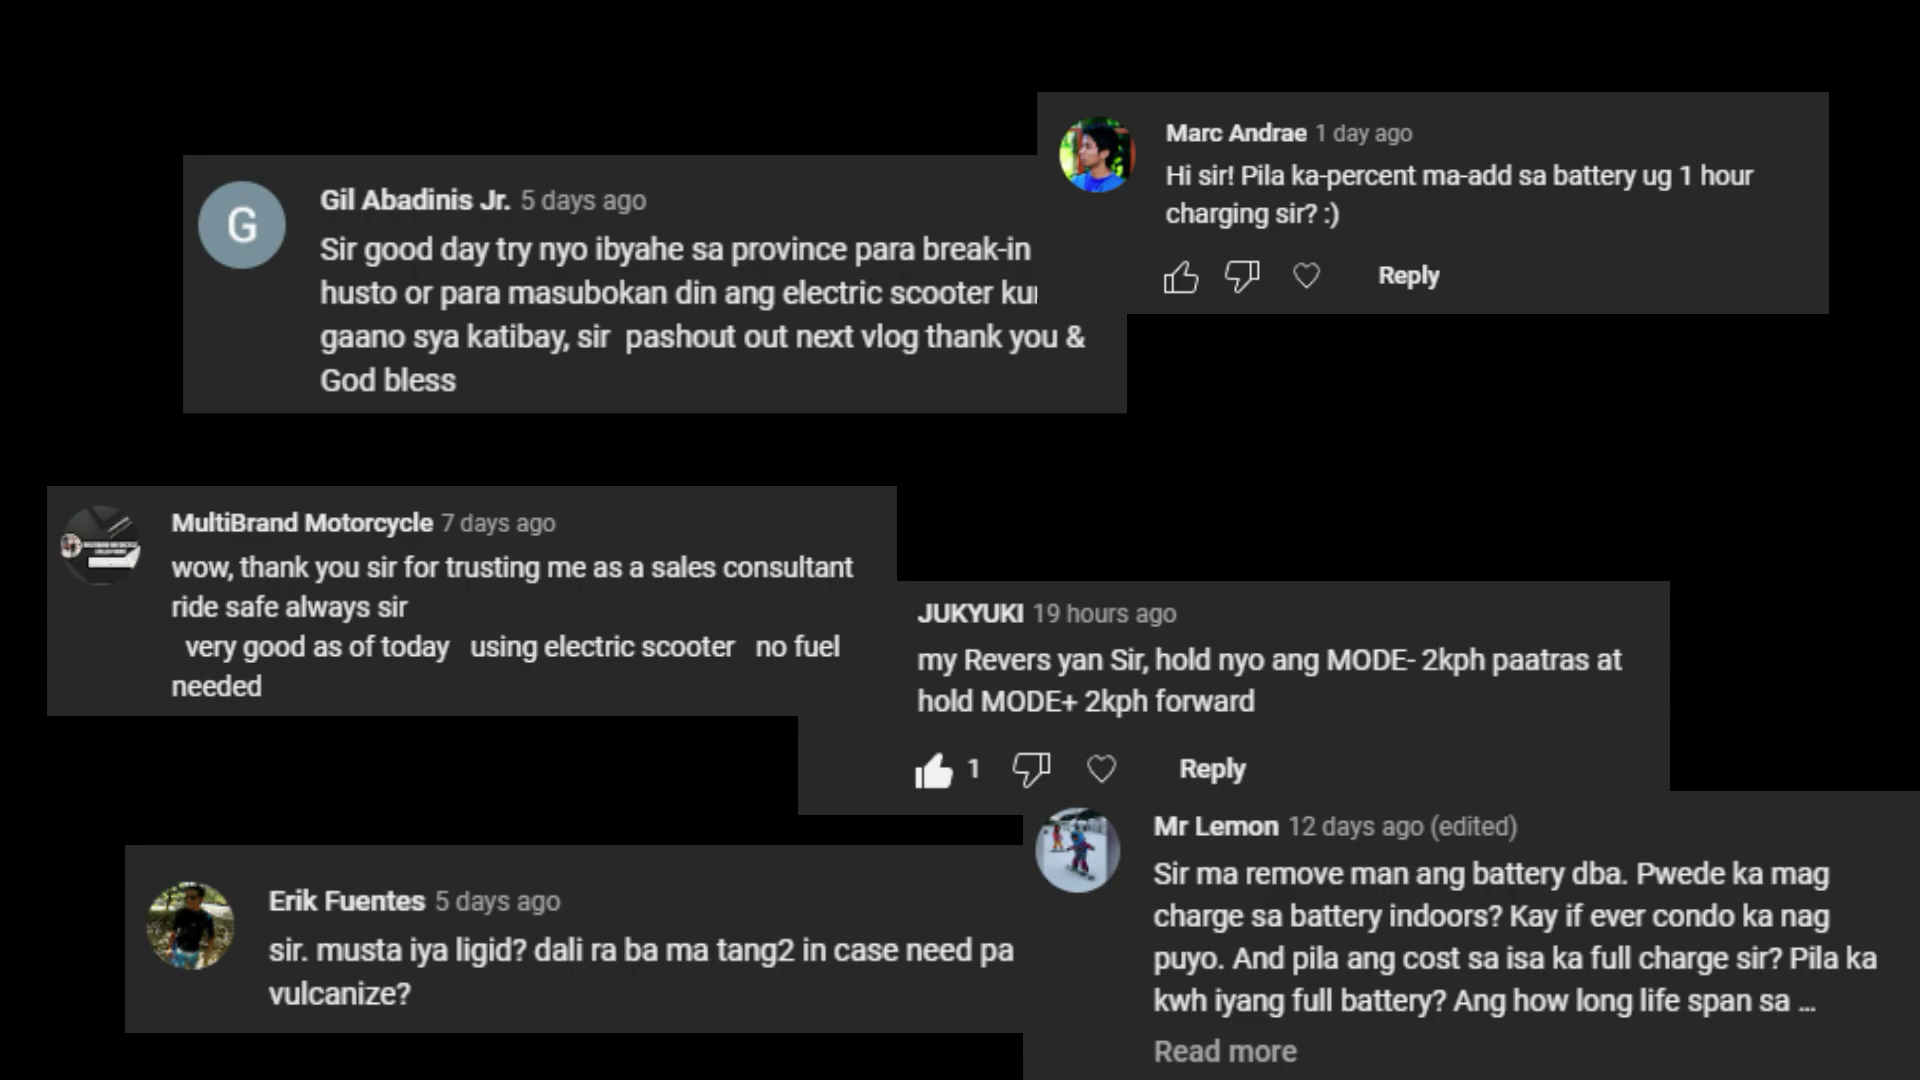 Marc Andrae 1 day ago
Hi sir! Pila ka-percent ma-add sa battery ug 1 hour
charging sir? :)
Reply
G
Gil Abadinis Jr. 5 days ago
Sir good day try nyo ibyahe sa province para break-in
husto or para masubokan din ang electric scooter
gaano sya katibay, sir pashout out next vlog thank you &
God bless
MultiBrand Motorcycle 7 days ago
wow, thank you sir for trusting me as a sales consultant
ride safe always sir
very good as of today using electric scooter no fuel
needed
JUKYUKI 19 hours ago
my Revers yan Sir, hold nyo ang MODE- 2kph paatras at
hold MODE+ 2kph forward
1 Reply
Mr Lemon 12 days ago (edited)
Sir ma remove man ang battery dba. Pwede ka mag
charge sa battery indoors? Kay if ever condo ka nag
puyo. And pila ang cost sa isa ka full charge sir? Pila ka
kwh iyang full battery? Ang how long life span sa ...
Read more
Erik Fuentes 5 days ago
sir. musta iya ligid? dali ra ba ma tang2 in case need pa
vulcanize?